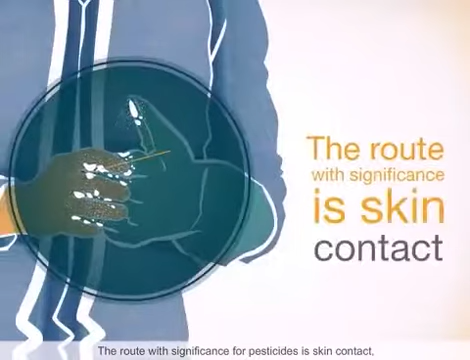 The route
with significance
is skin
contact
The route with significance for pesticides is skin contact,